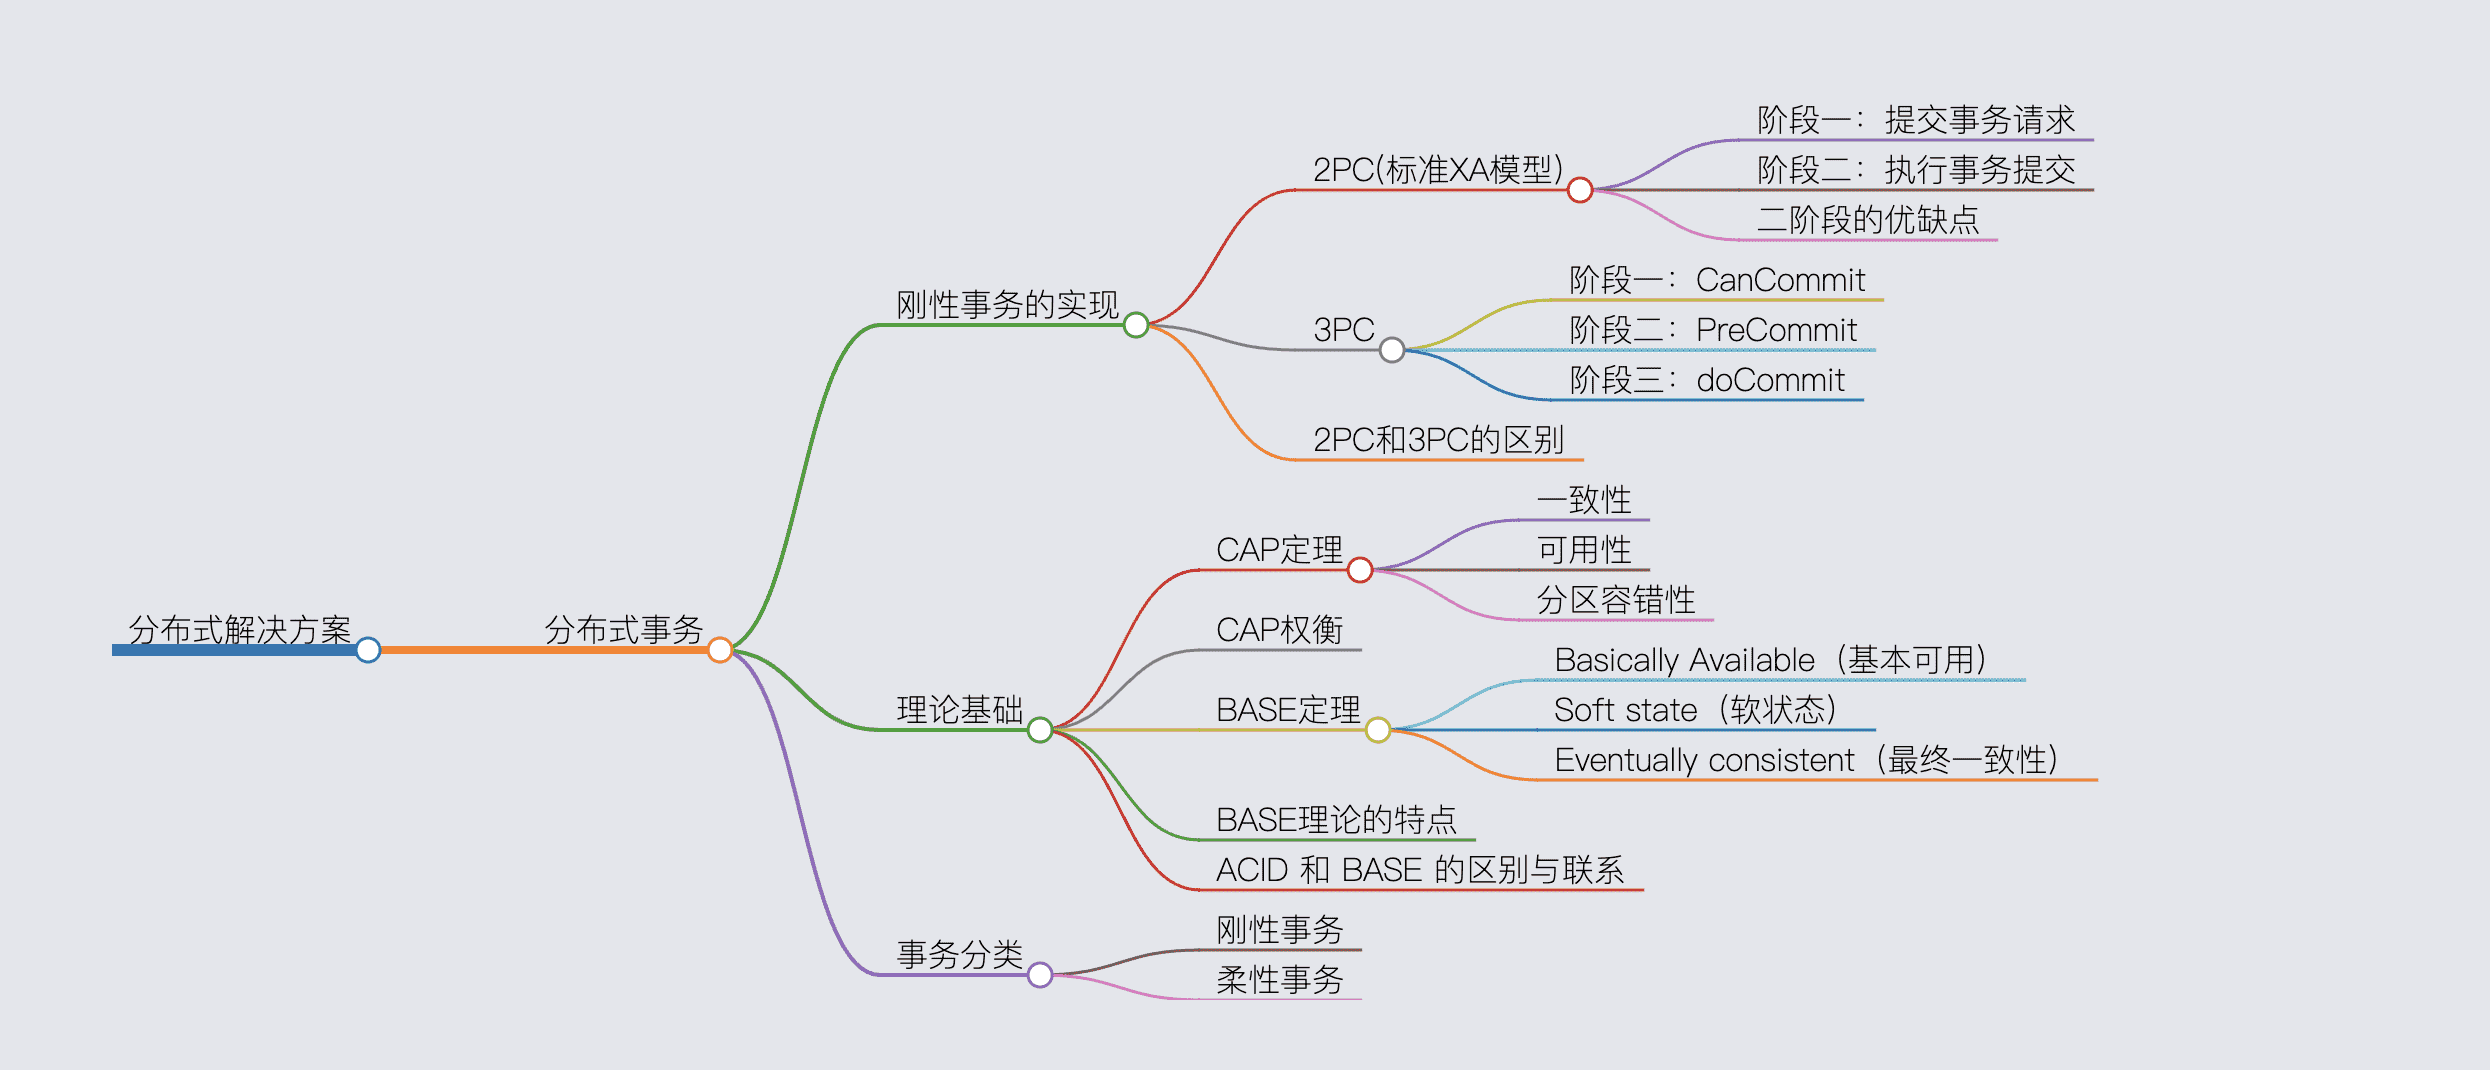 分布式解决方案
分布式事务
刚性事务的实现
2PC(标准XA模型)
阶段一：提交事务请求
阶段二：执行事务提交
二阶段的优缺点
3PC
阶段一：CanCommit
阶段二：PreCommit
阶段三：doCommit
2PC和3PC的区别
理论基础
CAP定理
一致性
可用性
分区容错性
CAP权衡
BASE定理
Basically Available（基本可用）
Soft state（软状态）
Eventually consistent（最终一致性）
BASE理论的特点
ACID 和 BASE 的区别与联系
事务分类
刚性事务
柔性事务